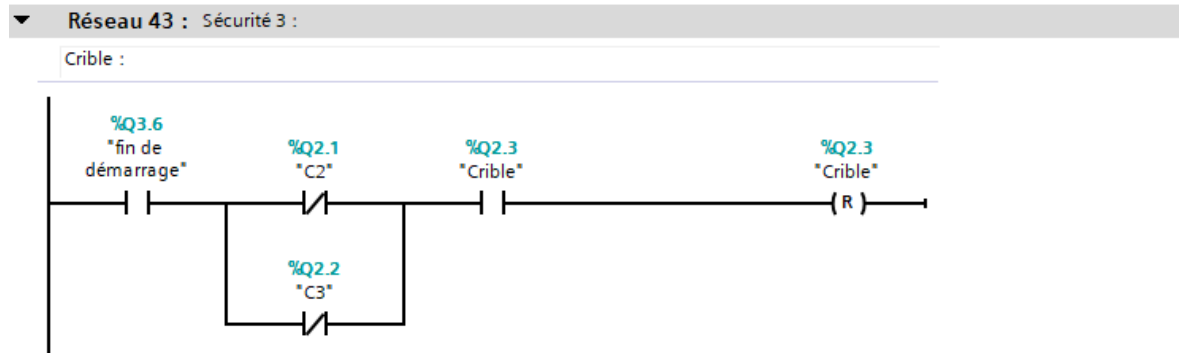 Réseau 43 : Sécurité 3 :
Crible :
%Q3.6
"fin de
démarrage"
%Q2.1
"C2"
%Q2.3
"Crible"
%Q2.3
"Crible"
R
%Q2.2
"C3"